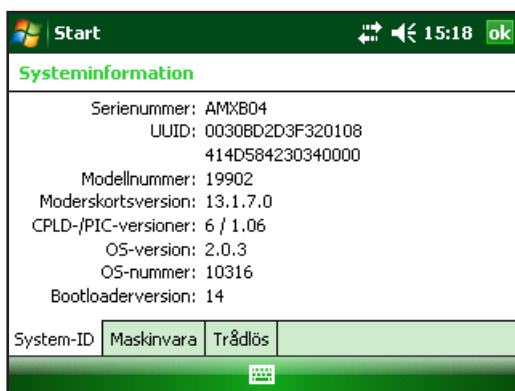 Start 15:18 ok
Systeminformation
Serienummer: AMXB04
UUID: 0030BD2D3F320108
414D584230340000
Modellnummer: 19902
Moderskortsversion: 13.1.7.0
CPLD-/PIC-versioner: 6 / 1.06
OS-version: 2.0.3
OS-nummer: 10316
Bootloaderversion: 14
System-ID Maskinvara Trådlös